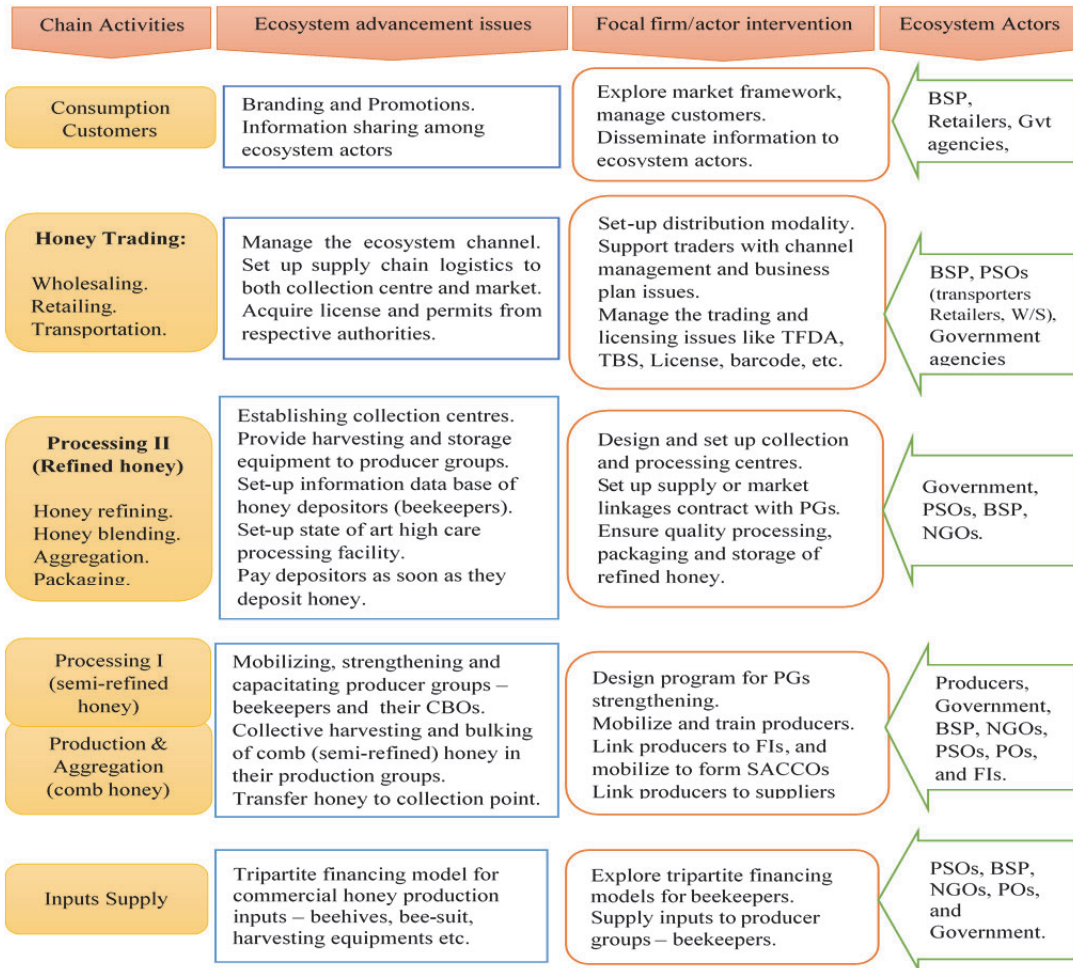 Chain Activities
Ecosystem advancement issues
Focal firm/actor intervention
Ecosystem Actors
Consumption
Customers
Branding and Promotions.
Information sharing among
ecosystem actors
Explore market framework,
manage customers.
Disseminate information to
ecosystem actors.
BSP,
Retailers, Gvt
agencies,
Honey Trading:
Wholesaling.
Retailing.
Transportation.
Manage the ecosystem channel.
Set up supply chain logistics to
both collection centre and market.
Acquire license and permits from
respective authorities.
Set-up distribution modality.
Support traders with channel
management and business
plan issues.
Manage the trading and
licensing issues like TFDA,
TBS, License, barcode, etc.
BSP, PSOs
(transporters
Retailers, W/S),
Government
agencies
Processing II
(Refined honey)
Honey refining.
Honey blending.
Aggregation.
Packaging.
Establishing collection centres.
Provide harvesting and storage
equipment to producer groups.
Set-up information data base of
honey depositors (beekeepers).
Set-up state of art high care
processing facility.
Pay depositors as soon as they
deposit honey.
Design and set up collection
and processing centres.
Set up supply or market
linkages contract with PGs.
Ensure quality processing,
packaging and storage of
refined honey.
Government,
PSOs, BSP,
NGOs.
Processing I
(semi-refined
honey)
Production &
Aggregation
(comb honey)
Mobilizing, strengthening and
capacitating producer groups –
beekeepers and their CBOs.
Collective harvesting and bulking
of comb (semi-refined) honey in
their production groups.
Transfer honey to collection point.
Design program for PGs
strengthening.
Mobilize and train producers.
Link producers to FIs, and
mobilize to form SACCOs
Link producers to suppliers
Producers,
Government,
BSP, NGOs,
PSOs, POs,
and FIs.
Inputs Supply
Tripartite financing model for
commercial honey production
inputs – beehives, bee-suit,
harvesting equipments etc.
Explore tripartite financing
models for beekeepers.
Supply inputs to producer
groups – beekeepers.
PSOs, BSP,
NGOs, POs,
and
Government.